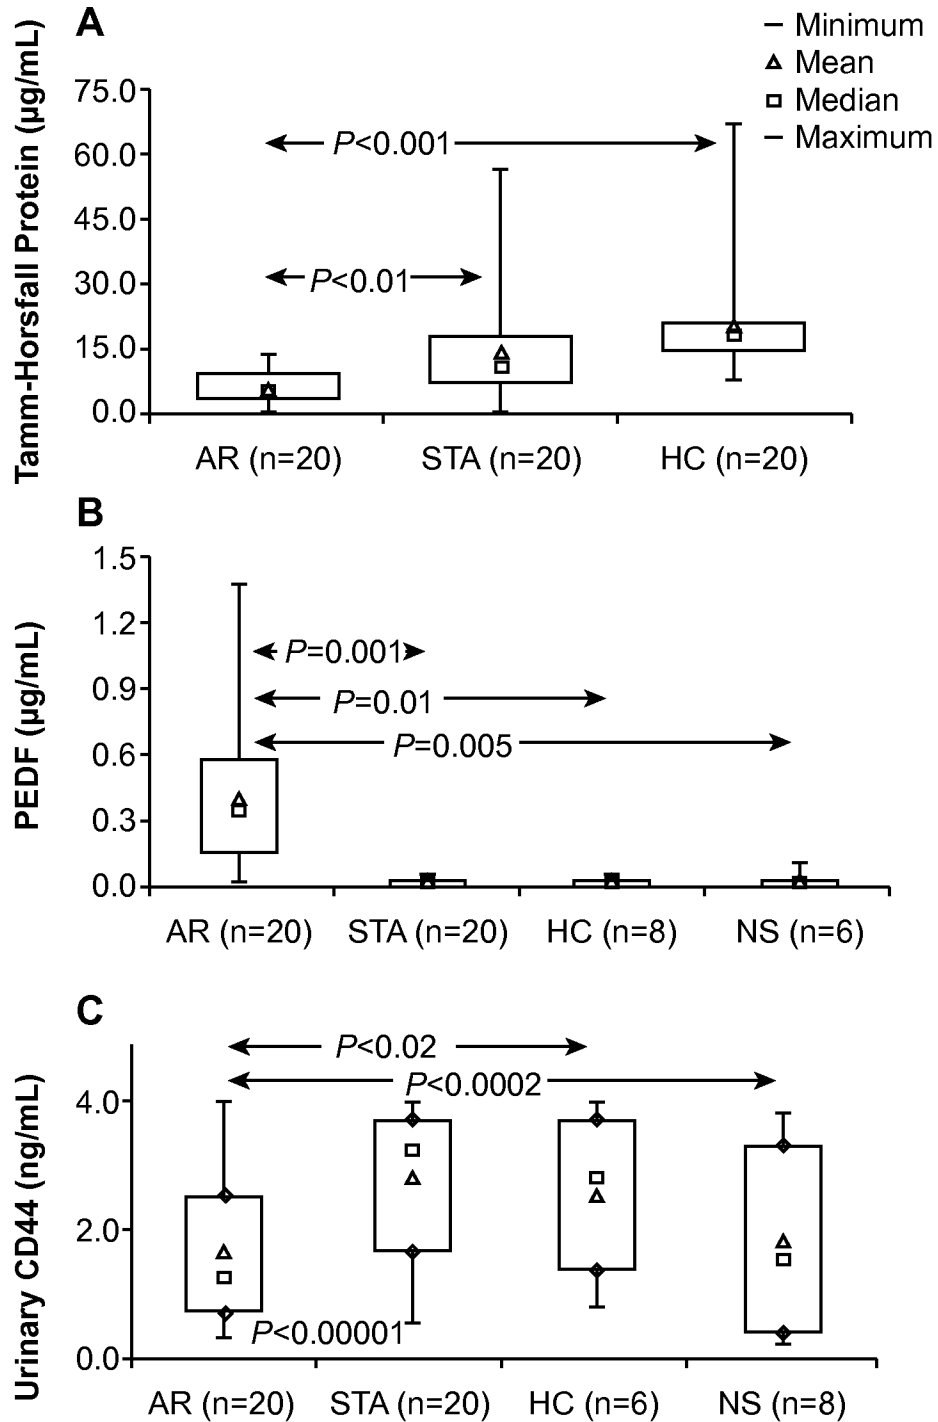 A
Minimum
Mean
Median
Maximum
Tamm-Horsfall Protein (µg/mL)
75.0
60.0
45.0
30.0
15.0
0.0
P<0.001
P<0.01
AR (n=20) STA (n=20) HC (n=20)
B
PEDF (µg/mL)
1.5
1.2
0.9
0.6
0.3
0.0
P=0.001
P=0.01
P=0.005
AR (n=20) STA (n=20) HC (n=8) NS (n=6)
C
Urinary CD44 (ng/mL)
4.0
2.0
0.0
P<0.02
P<0.0002
P<0.00001
AR (n=20) STA (n=20) HC (n=6) NS (n=8)